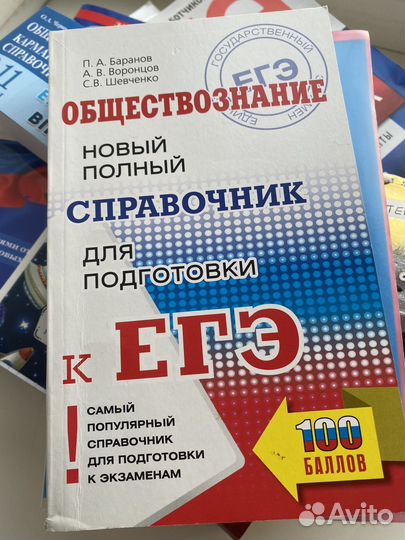 П. А. Баранов
А. В. Воронцов
С.В. Шевченко
ГОСУДАРСТВЕННЫЙ
ЕГЭ
ОБЩЕСТВОЗНАНИЕ
НОВЫЙ
ПОЛНЫЙ
СПРАВОЧНИК
ДЛЯ
ПОДГОТОВКИ
К ЕГЭ
!
САМЫЙ
ПОПУЛЯРНЫЙ
СПРАВОЧНИК
ДЛЯ ПОДГОТОВКИ
К ЭКЗАМЕНАМ
100
БАЛЛОВ
Avito